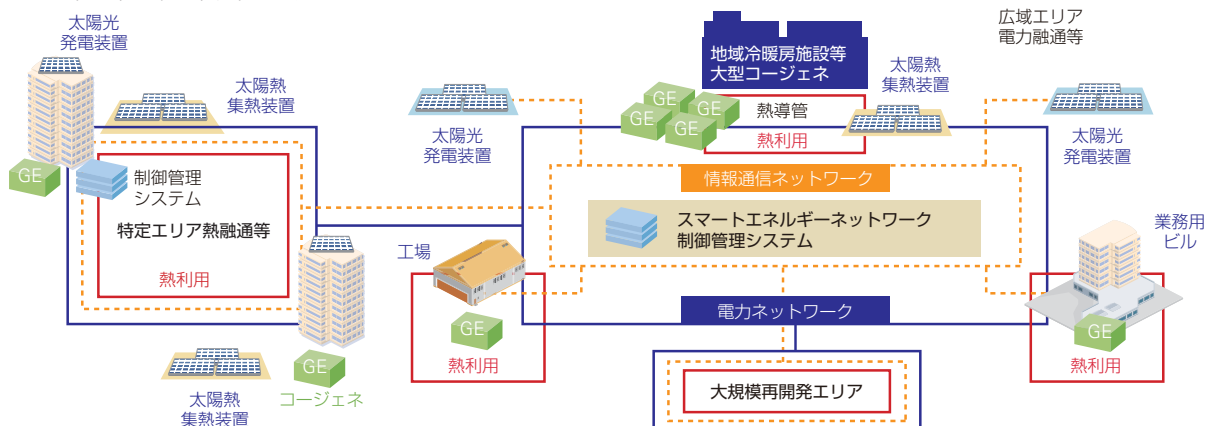 太陽光
発電装置
太陽熱
集熱装置
GE
制御管理
システム
特定エリア熱融通等
熱利用
太陽熱
集熱装置
GE
コージェネ
太陽光
発電装置
地域冷暖房施設等
大型コージェネ
GE
GE
GE
GE
熱導管
熱利用
太陽熱
集熱装置
広域エリア
電力融通等
太陽光
発電装置
情報通信ネットワーク
スマートエネルギーネットワーク
制御管理システム
工場
GE
熱利用
電力ネットワーク
大規模再開発エリア
業務用
ビル
GE
熱利用